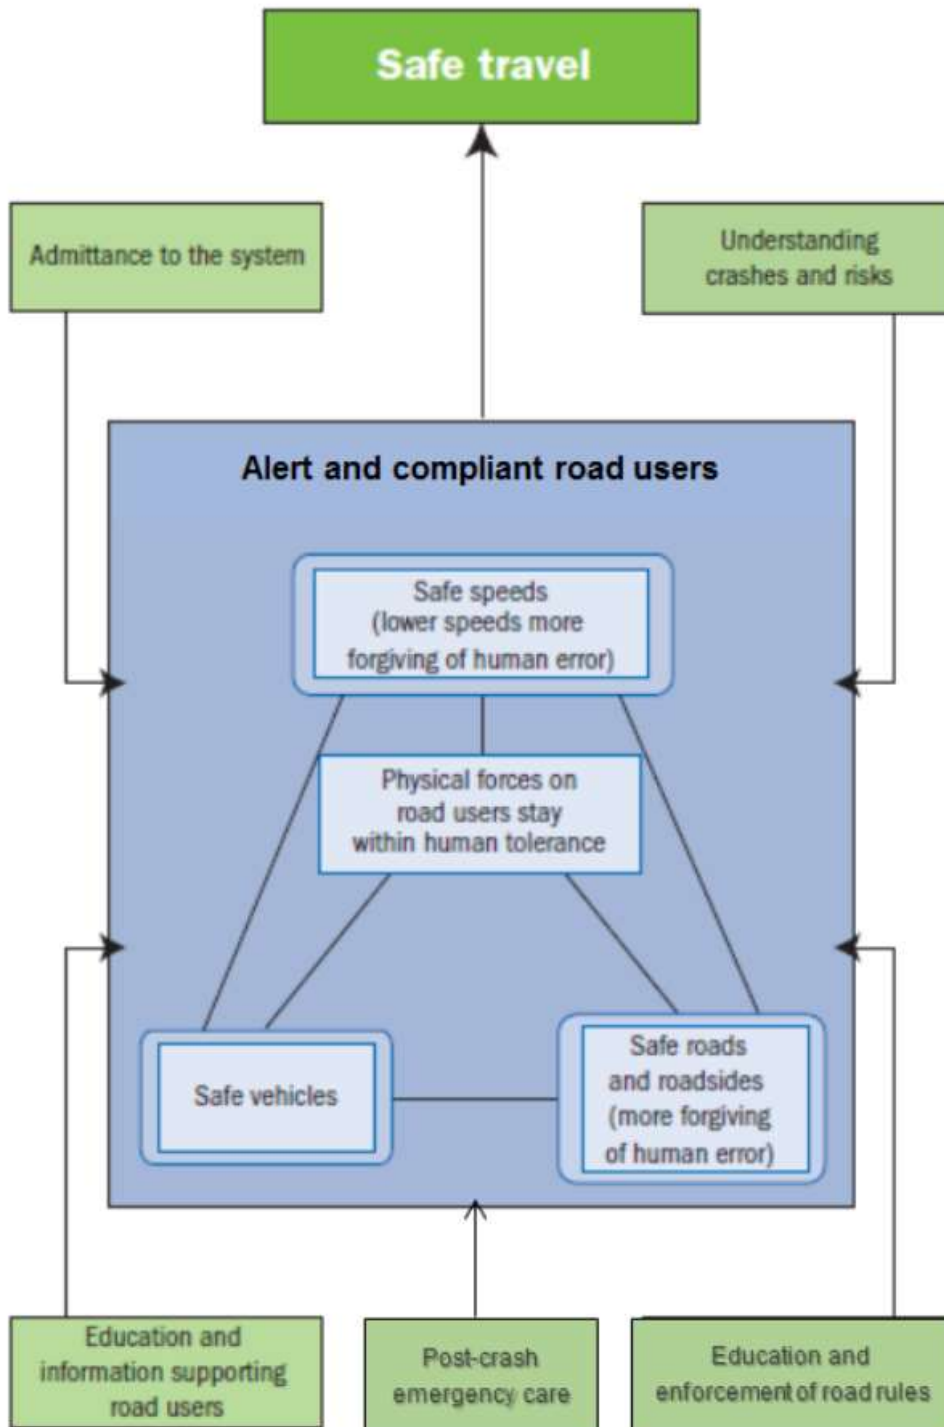 Safe travel
Admittance to the system
Understanding
crashes and risks
Alert and compliant road users
Safe speeds
(lower speeds more
forgiving of human error)
Physical forces on
road users stay
within human tolerance
Safe vehicles
Safe roads
and roadsides
(more forgiving
of human error)
Education and
information supporting
road users
Post-crash
emergency care
Education and
enforcement of road rules